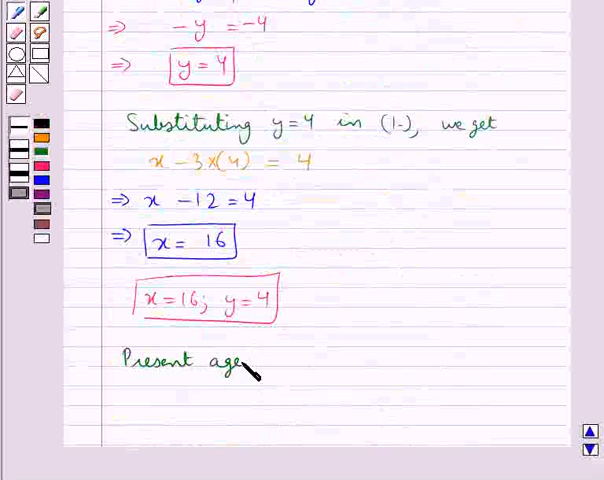 ⇒ -y = -4
⇒ y = 4
Substituting y = 4 in (1.), we get
x - 3×(4) = 4
⇒ x - 12 = 4
⇒ x = 16
x = 16; y = 4
Present age